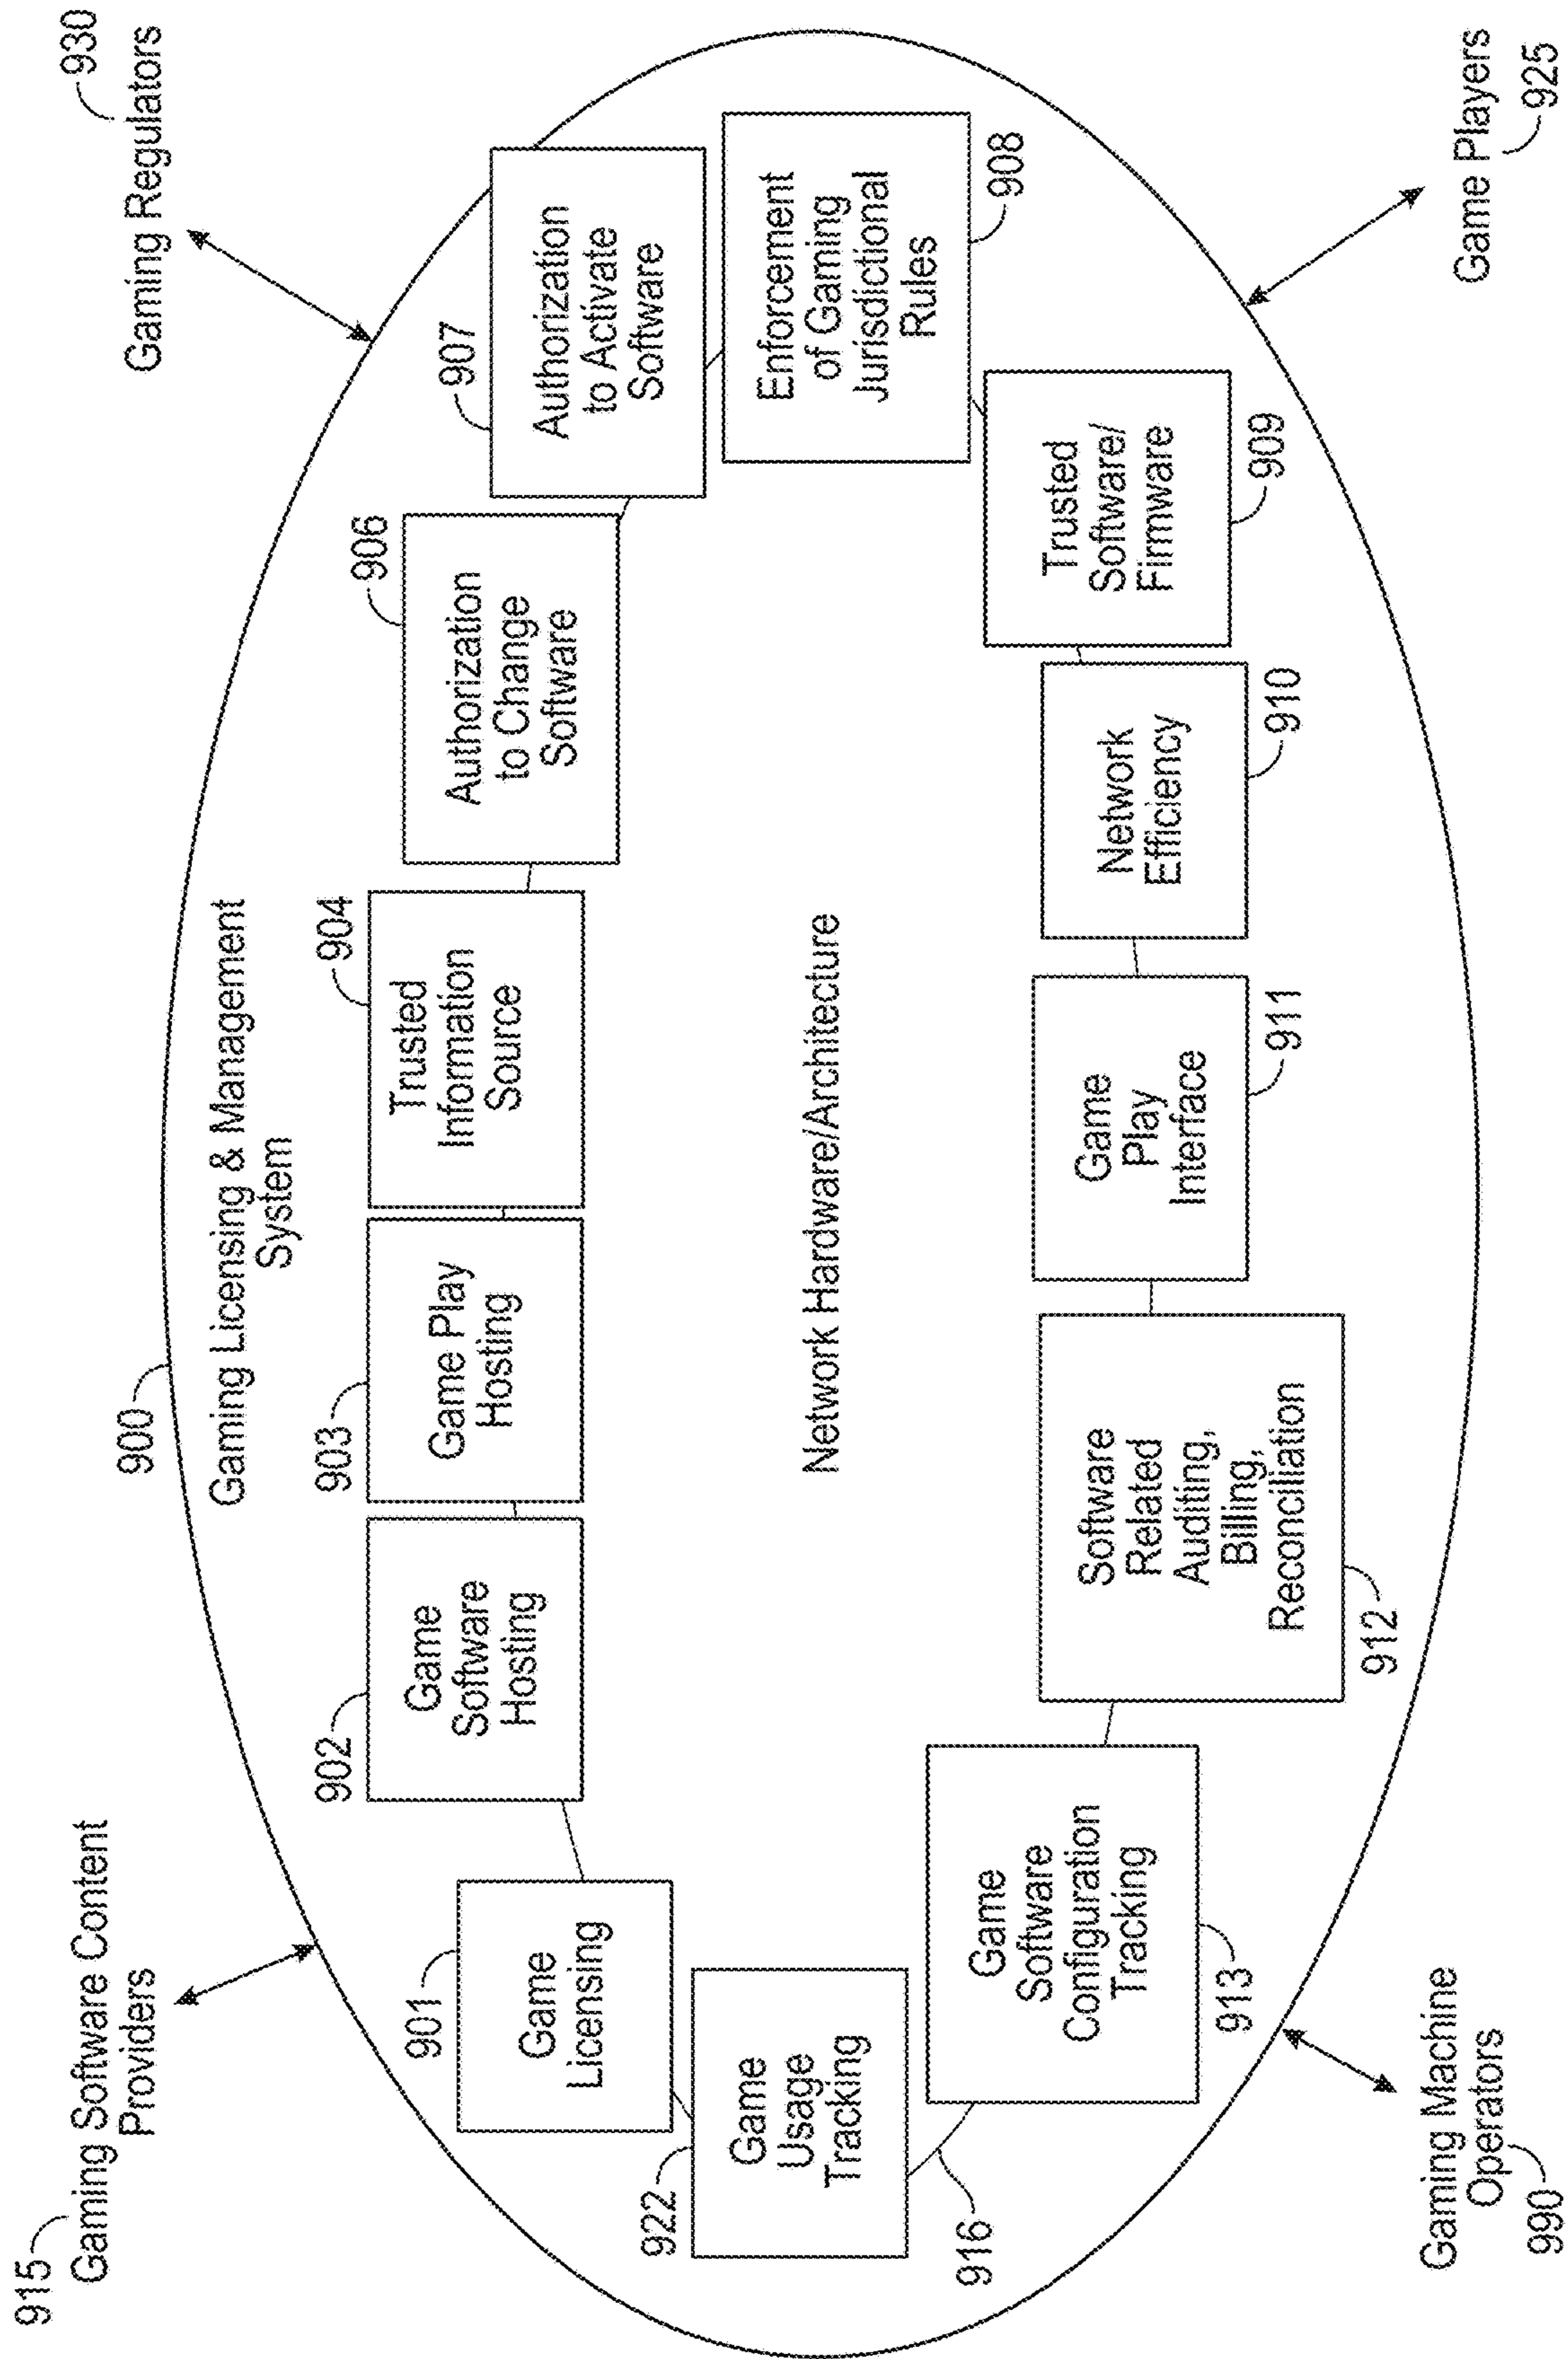 915
Gaming Software Content
Providers
900
Gaming Licensing & Management
System
930
Gaming Regulators
901
Game
Licensing
902
Game
Software
Hosting
903
Game Play
Hosting
904
Trusted
Information
Source
906
Authorization
to Change
Software
907
Authorization
to Activate
Software
922
Game
Usage
Tracking
916
Network Hardware/Architecture
Enforcement
of Gaming
Jurisdictional
Rules
908
Game
Software
Configuration
Tracking
913
Software
Related
Auditing,
Billing,
Reconciliation
912
Game
Play
Interface
911
Network
Efficiency
910
Trusted
Software/
Firmware
909
Gaming Machine
Operators
990
Game Players
925